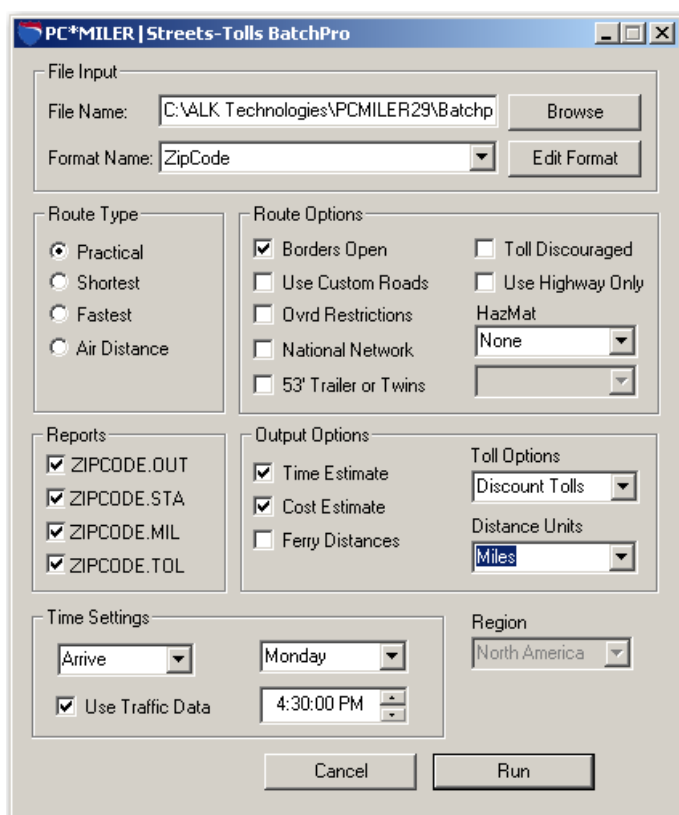 PC*MILER | Streets-Tolls BatchPro
File Input
File Name: C:\ALK Technologies\PCMILER29\Batchp Browse
Format Name: ZipCode Edit Format
Route Type
Practical
Shortest
Fastest
Air Distance
Route Options
Borders Open
Use Custom Roads
Ovrd Restrictions
National Network
53' Trailer or Twins
Toll Discouraged
Use Highway Only
HazMat
None
Reports
ZIPCODE.OUT
ZIPCODE.STA
ZIPCODE.MIL
ZIPCODE.TOL
Output Options
Time Estimate
Cost Estimate
Ferry Distances
Toll Options
Discount Tolls
Distance Units
Miles
Time Settings
Arrive Monday
Use Traffic Data 4:30:00 PM
Region
North America
Cancel Run